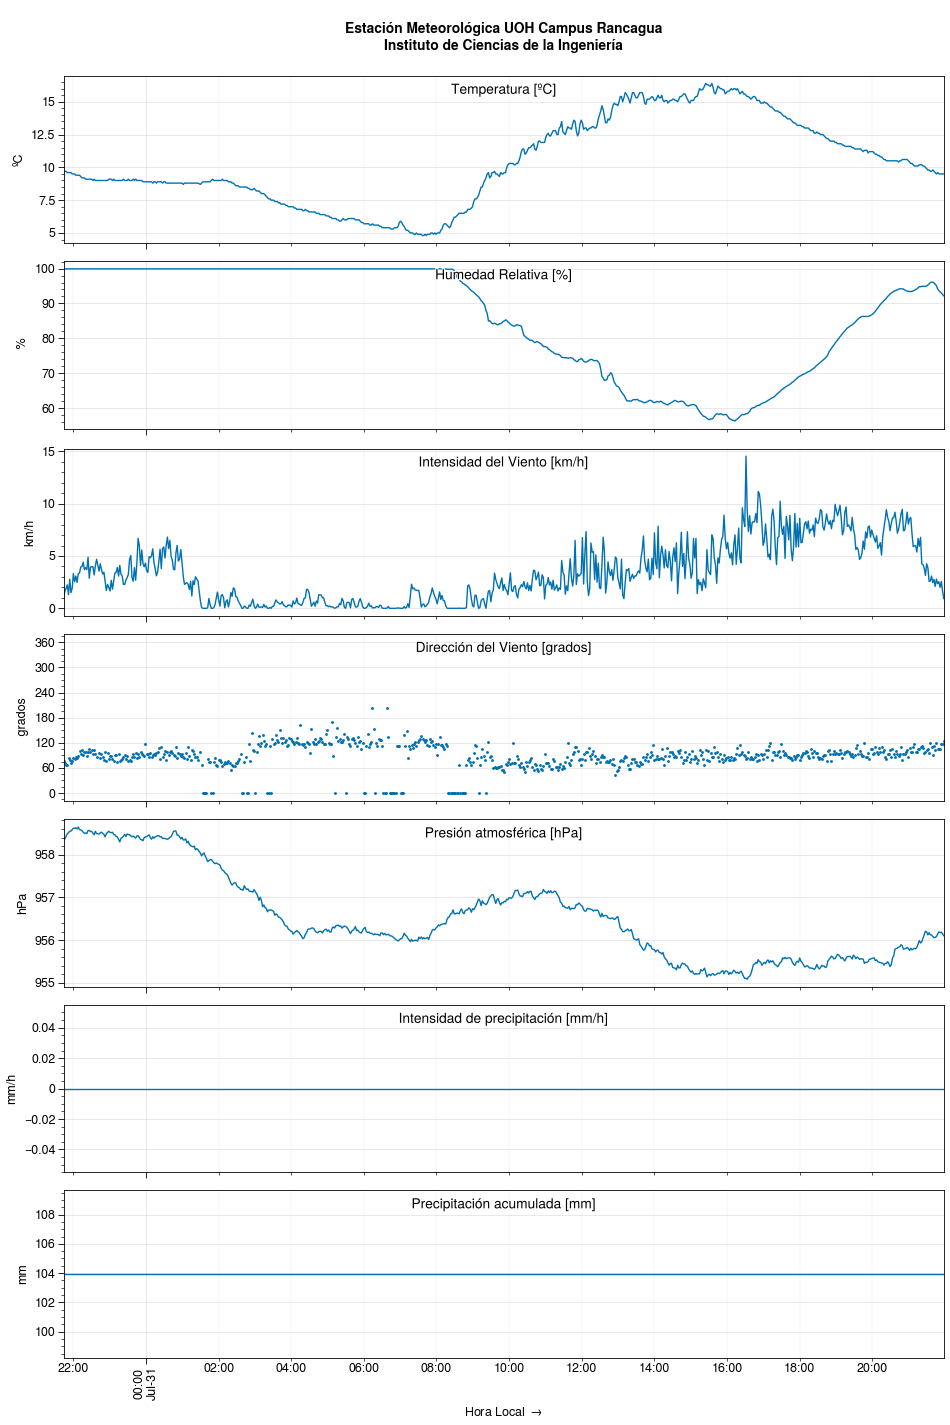 Estación Meteorológica UOH Campus Rancagua
Instituto de Ciencias de la Ingeniería
Temperatura [ºC]
15
12.5
10
7.5
5
ºC
Humedad Relativa [%]
100
90
80
70
60
%
Intensidad del Viento [km/h]
15
10
5
0
km/h
Dirección del Viento [grados]
360
300
240
180
120
60
0
grados
Presión atmosférica [hPa]
958
957
956
955
hPa
Intensidad de precipitación [mm/h]
0.04
0.02
0
−0.02
−0.04
mm/h
Precipitación acumulada [mm]
108
106
104
102
100
mm
22:00
00:00
Jul-31
02:00
04:00
06:00
08:00
10:00
12:00
14:00
16:00
18:00
20:00
Hora Local →